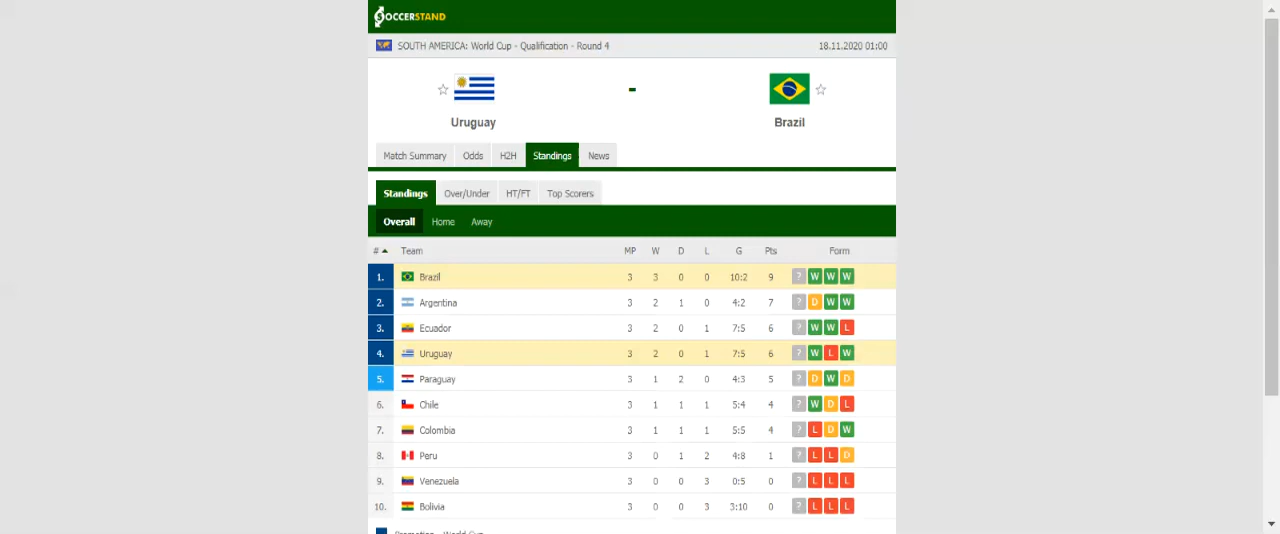 SOCCERSTAND
SOUTH AMERICA: World Cup - Qualification - Round 4 18.11.2020 01:00
-
Uruguay Brazil
Match Summary Odds H2H Standings News
Standings Over/Under HT/FT Top Scorers
Overall Home Away
# Team MP W D L G Pts Form
1. Brazil 3 3 0 0 10:2 9 ? W W W
2. Argentina 3 2 1 0 4:2 7 ? D W W
3. Ecuador 3 2 0 1 7:5 6 ? W W L
4. Uruguay 3 2 0 1 7:5 6 ? W L W
5. Paraguay 3 1 2 0 4:3 5 ? D W D
6. Chile 3 1 1 1 5:4 4 ? W D L
7. Colombia 3 1 1 1 5:5 4 ? L D W
8. Peru 3 0 1 2 4:8 1 ? L L D
9. Venezuela 3 0 0 3 0:5 0 ? L L L
10. Bolivia 3 0 0 3 3:10 0 ? L L L
Promotion - World Cup